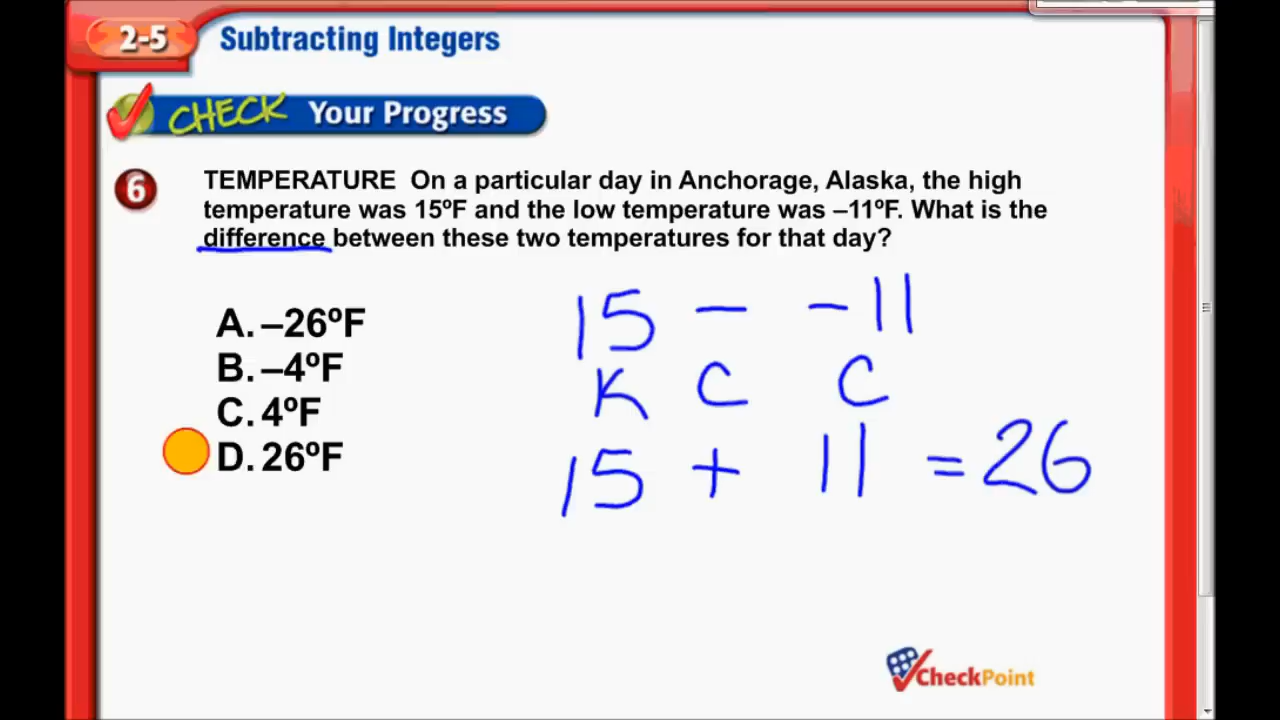 2-5 Subtracting Integers
CHECK Your Progress
6 TEMPERATURE On a particular day in Anchorage, Alaska, the high
temperature was 15ºF and the low temperature was –11ºF. What is the
difference between these two temperatures for that day?
A. –26ºF
B. –4ºF
C. 4ºF
D. 26ºF
15 – –11
K C C
15 + 11 = 26
CheckPoint